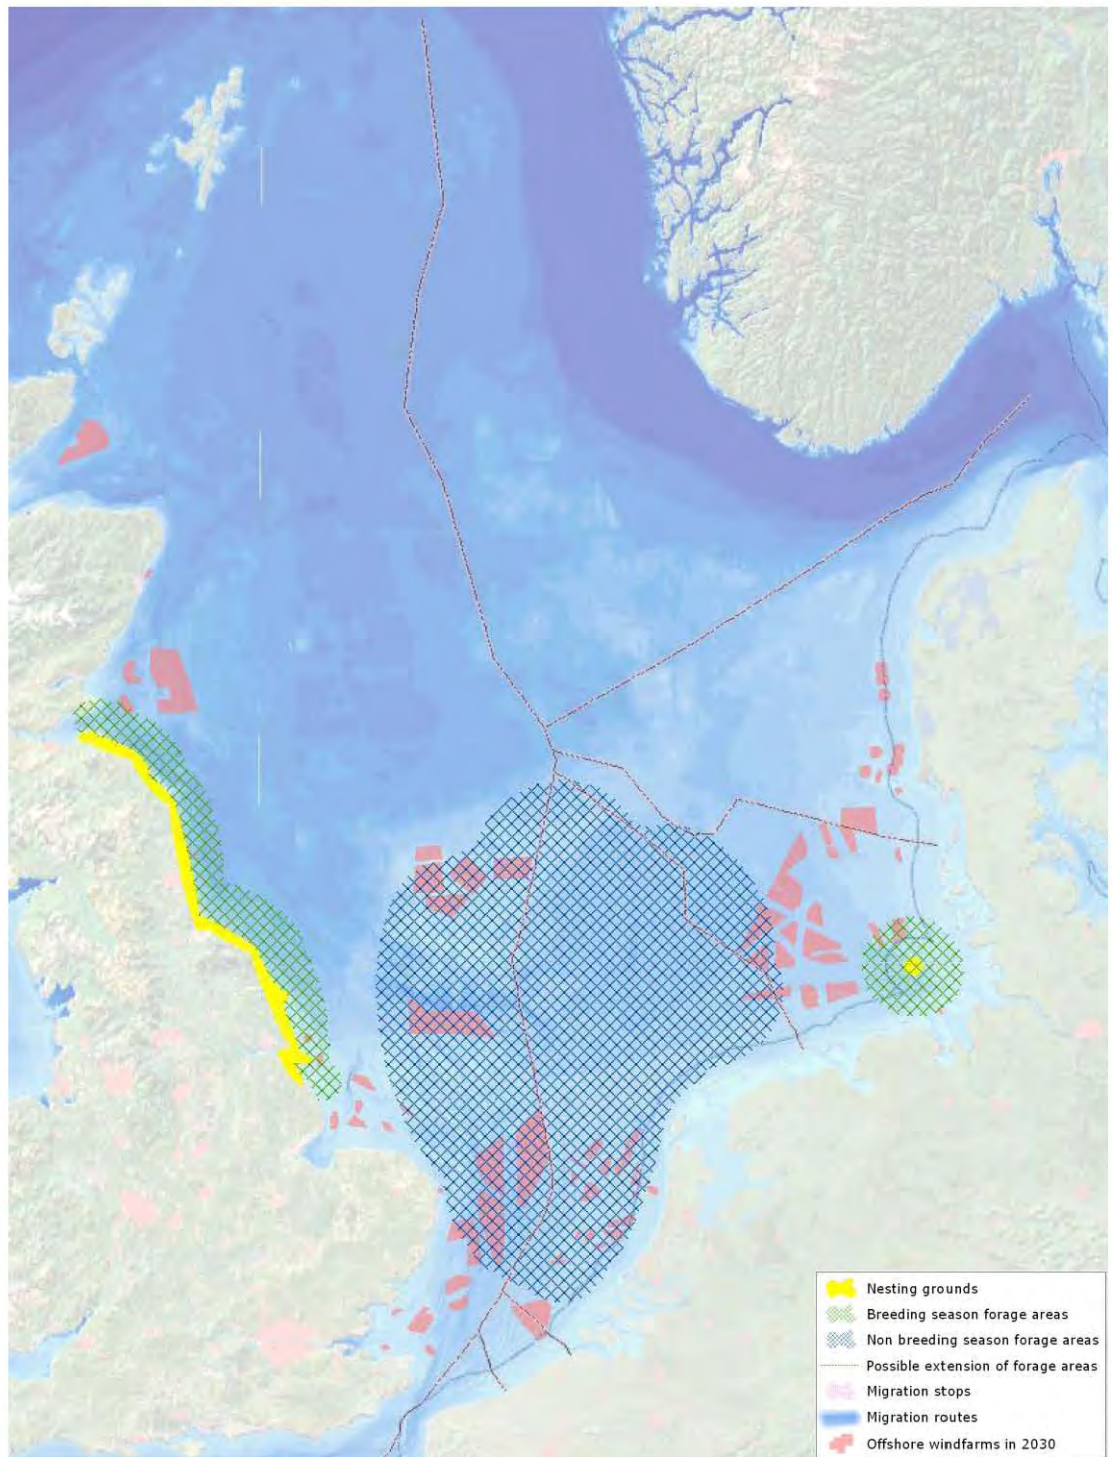 Nesting grounds
Breeding season forage areas
Non breeding season forage areas
Possible extension of forage areas
Migration stops
Migration routes
Offshore windfarms in 2030